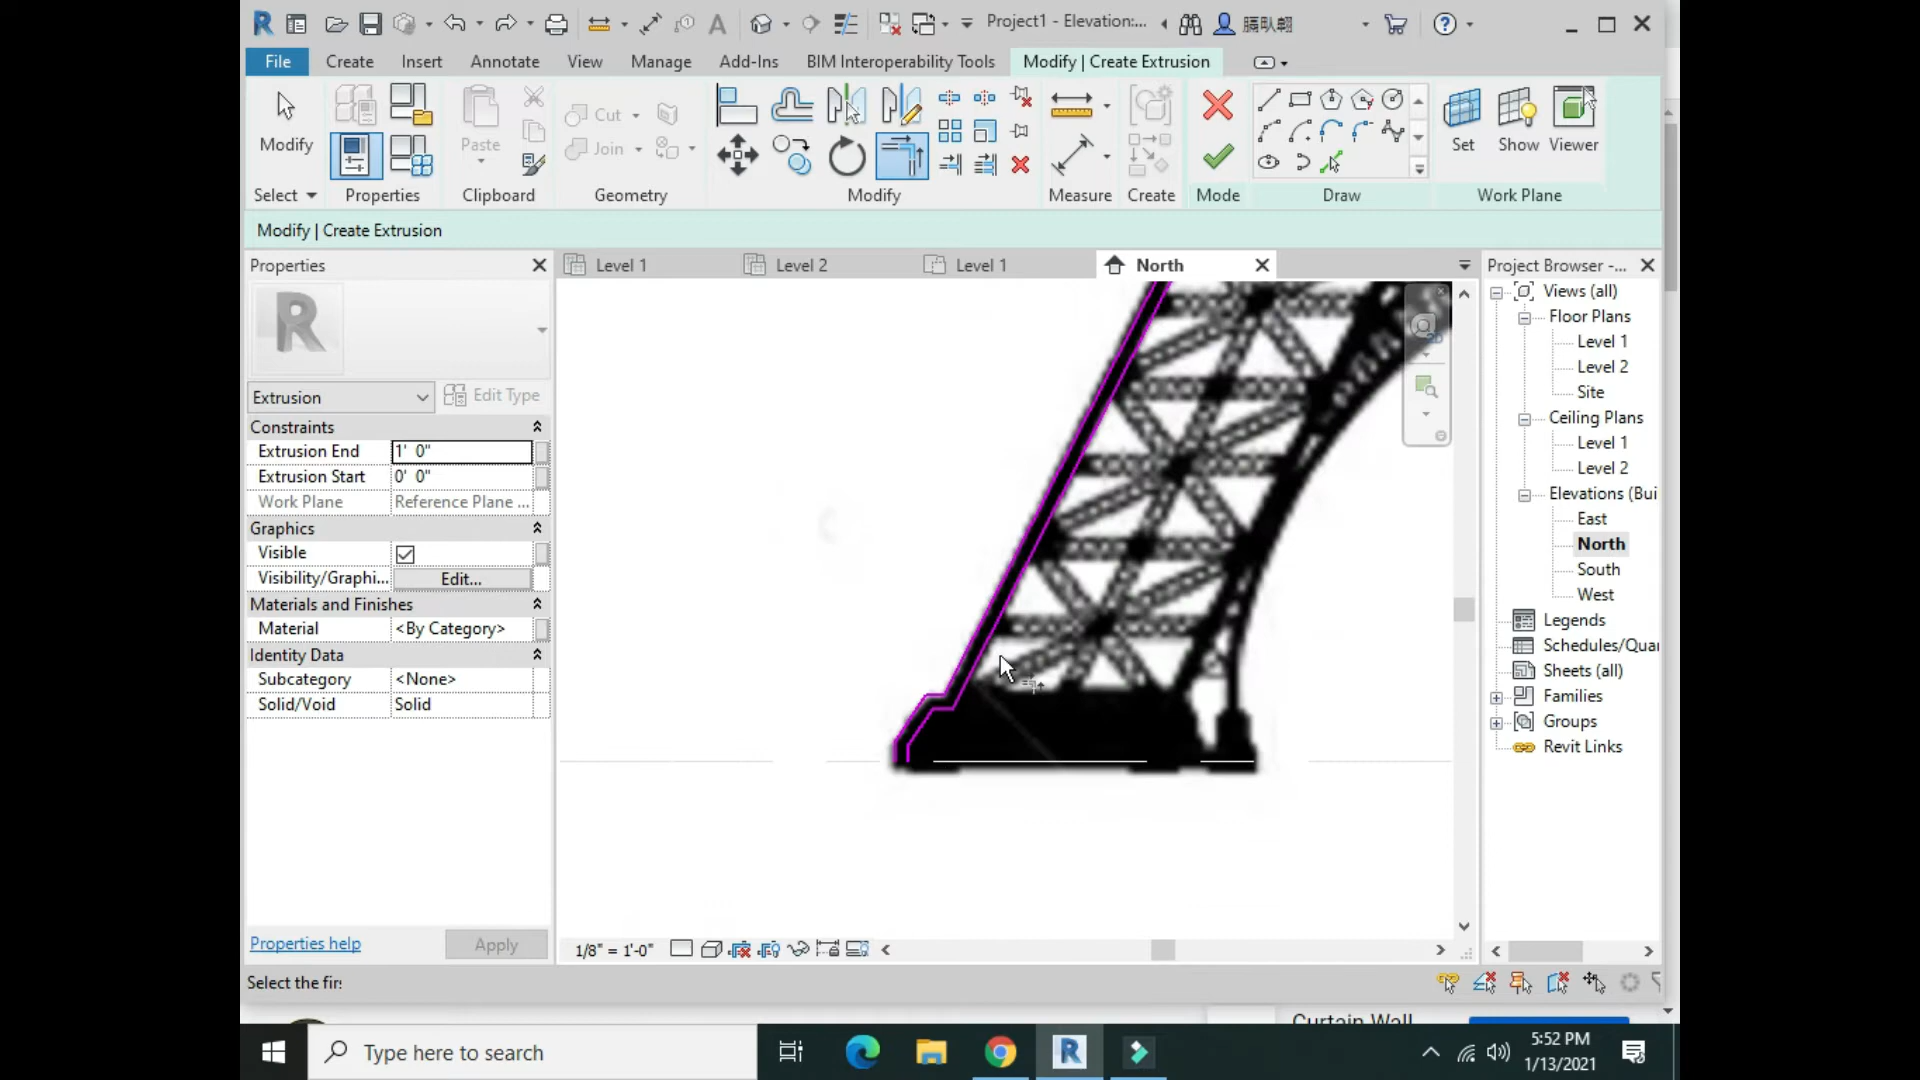 Project1 - Elevation:...
File
Create
Insert
Annotate
View
Manage
Add-Ins
BIM Interoperability Tools
Modify | Create Extrusion
Modify
Paste
Cut
Join
Set
Show
Viewer
Select
Properties
Clipboard
Geometry
Modify
Measure
Create
Mode
Draw
Work Plane
Modify | Create Extrusion
Properties
Level 1
Level 2
Level 1
North
Project Browser -...
Extrusion
Edit Type
Constraints
Extrusion End
1' 0"
Extrusion Start
0' 0"
Work Plane
Reference Plane ...
Graphics
Visible
Visibility/Graphi...
Edit...
Materials and Finishes
Material
<By Category>
Identity Data
Subcategory
<None>
Solid/Void
Solid
Properties help
Apply
Views (all)
Floor Plans
Level 1
Level 2
Site
Ceiling Plans
Level 1
Level 2
Elevations (Bui
East
North
South
West
Legends
Schedules/Qua
Sheets (all)
Families
Groups
Revit Links
1/8" = 1'-0"
Select the fir
Curtain Wall
Type here to search
5:52 PM
1/13/2021